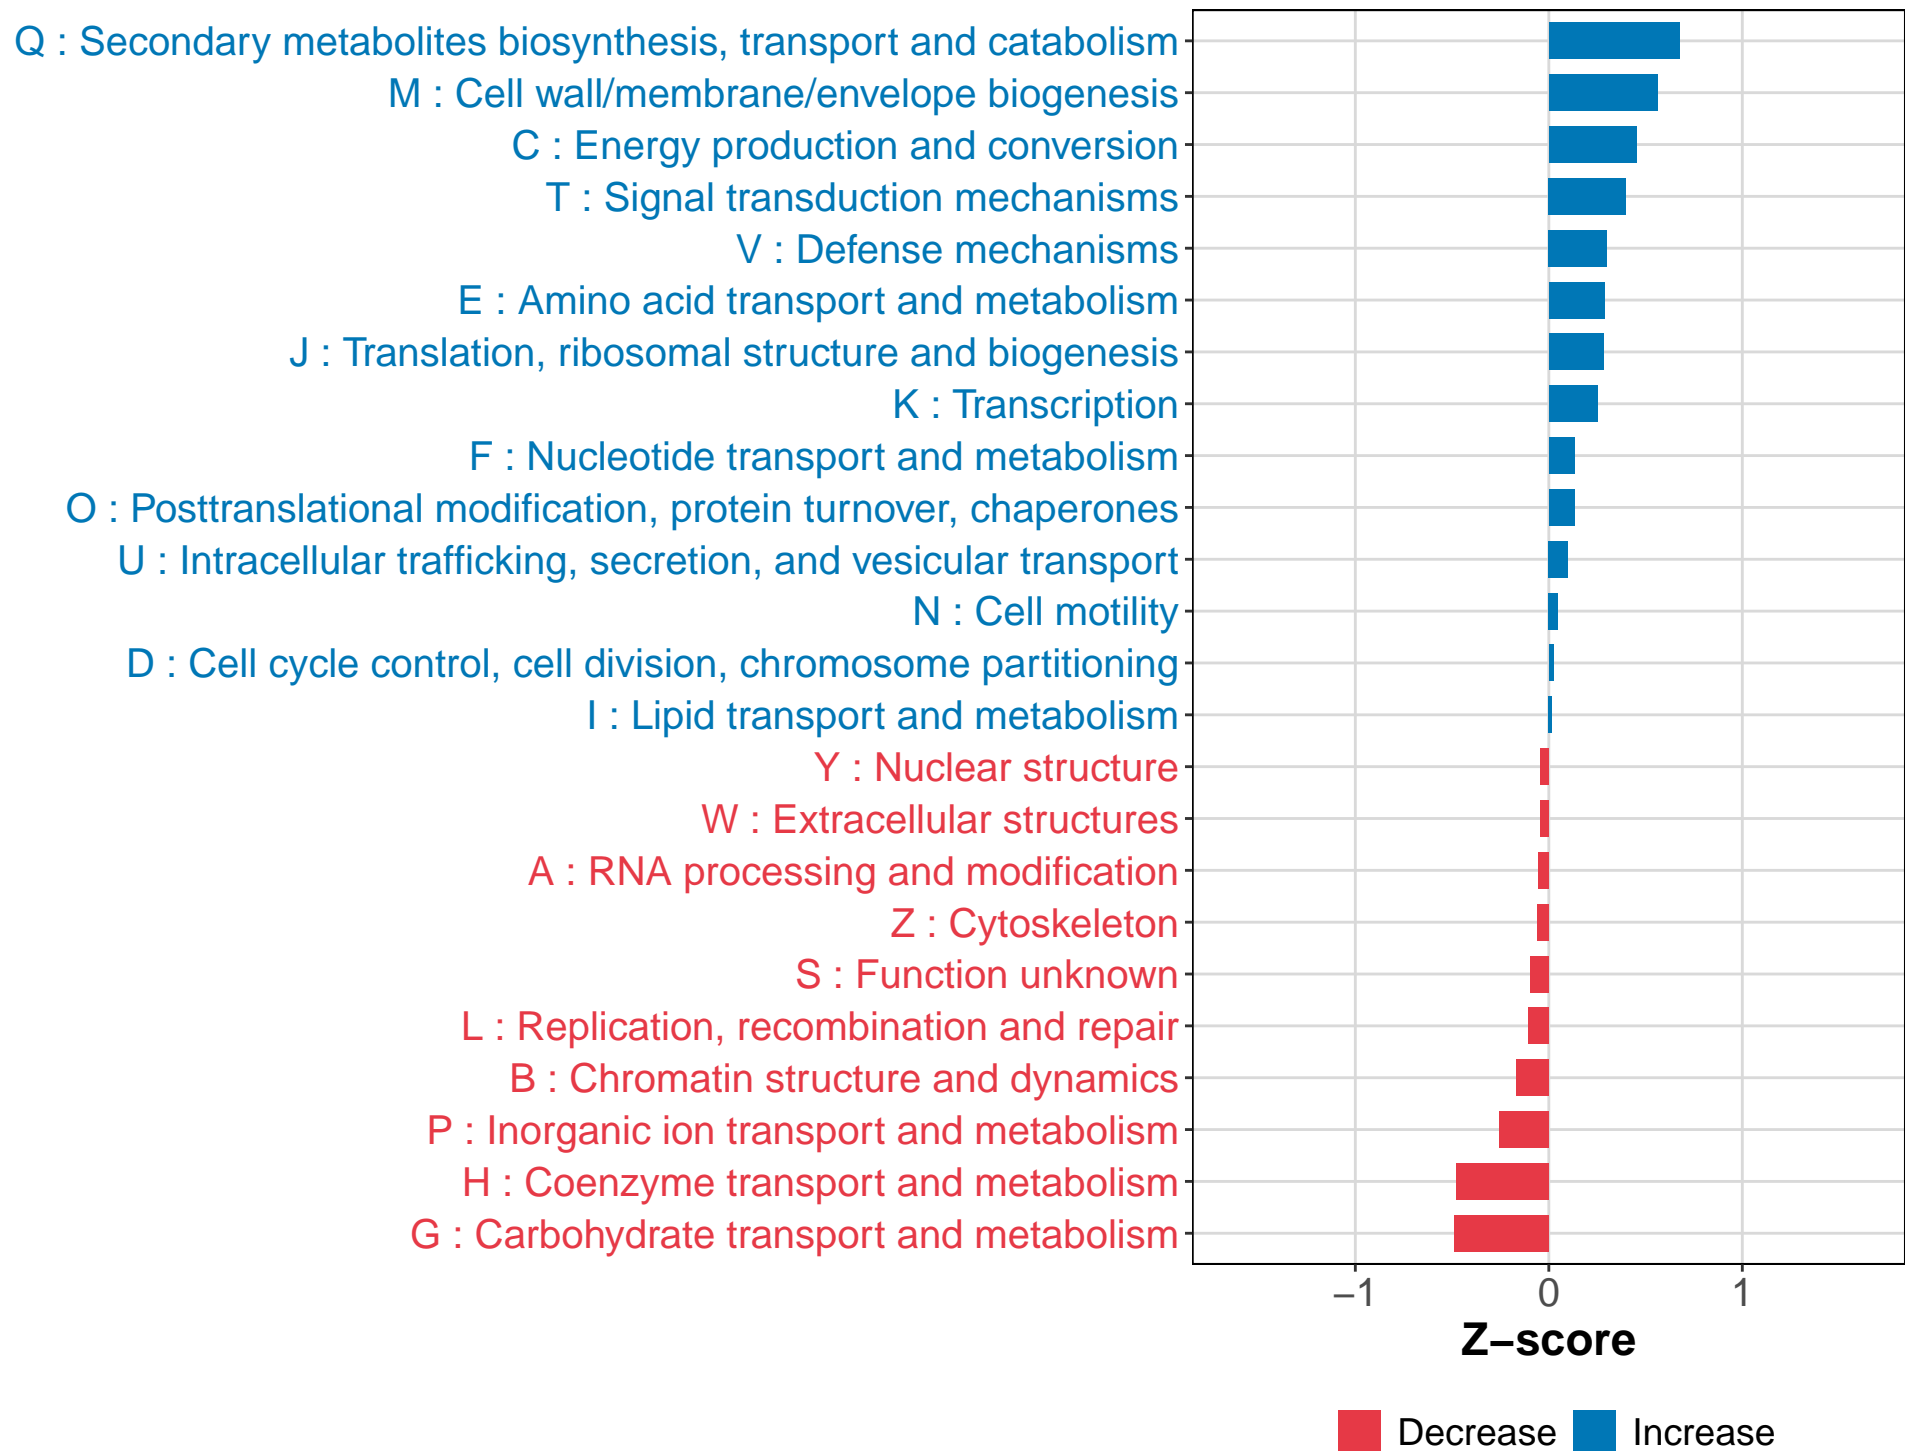 Q : Secondary metabolites biosynthesis, transport and catabolism
M : Cell wall/membrane/envelope biogenesis
C : Energy production and conversion
T : Signal transduction mechanisms
V : Defense mechanisms
E : Amino acid transport and metabolism
J : Translation, ribosomal structure and biogenesis
K : Transcription
F : Nucleotide transport and metabolism
O : Posttranslational modification, protein turnover, chaperones
U : Intracellular trafficking, secretion, and vesicular transport
N : Cell motility
D : Cell cycle control, cell division, chromosome partitioning
I : Lipid transport and metabolism
Y : Nuclear structure
W : Extracellular structures
A : RNA processing and modification
Z : Cytoskeleton
S : Function unknown
L : Replication, recombination and repair
B : Chromatin structure and dynamics
P : Inorganic ion transport and metabolism
H : Coenzyme transport and metabolism
G : Carbohydrate transport and metabolism
−1 0 1
Z−score
Decrease Increase